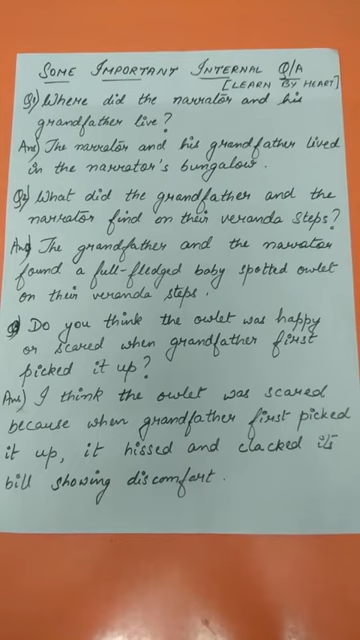 SOME IMPORTANT INTERNAL Q/A
[LEARN BY HEART]
Q1) Where did the narrator and his
grandfather live?
Ans) The narrator and his grandfather lived
in the narrator's bungalow.
Q2) What did the grandfather and the
narrator find on their veranda steps?
Ans) The grandfather and the narrator
found a full-fledged baby spotted owlet
on their veranda steps.
Q3) Do you think the owlet was happy
or scared when grandfather first
picked it up?
Ans) I think the owlet was scared
because when grandfather first picked
it up, it hissed and clacked its
bill showing discomfort.